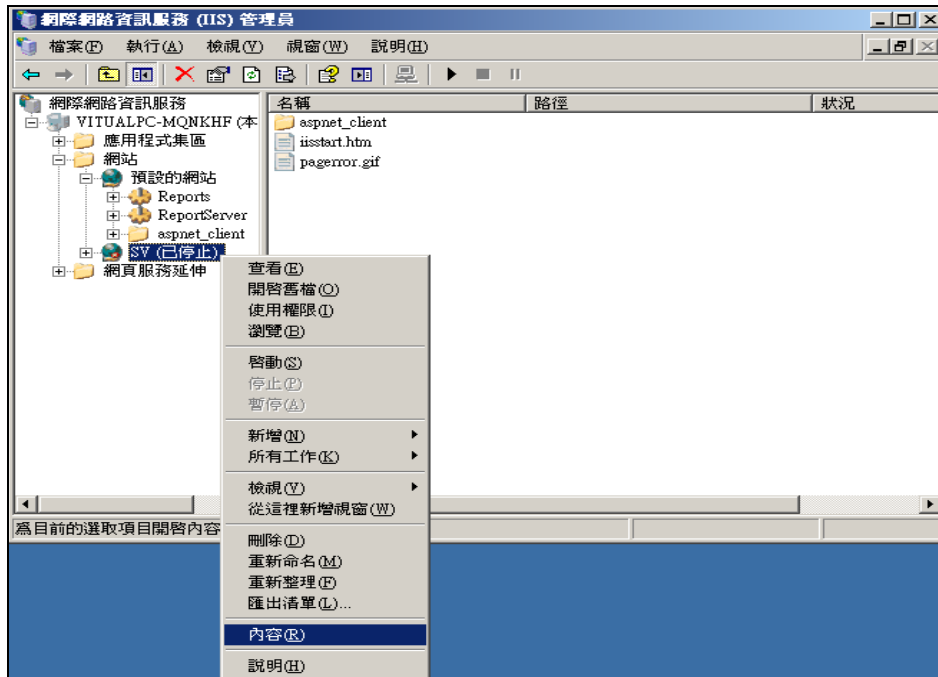 網際網路資訊服務 (IIS) 管理員
檔案(F) 執行(A) 檢視(V) 視窗(W) 說明(H)
網際網路資訊服務
VITUALPC-MQNKHF (本
應用程式集區
網站
預設的網站
Reports
ReportServer
aspnet_client
SV (已停止)
網頁服務延伸
名稱 路徑 狀況
aspnet_client
iisstart.htm
pagerror.gif
查看(E)
開啓舊檔(O)
使用權限(I)
瀏覽(B)
啓動(S)
停止(P)
暫停(A)
新增(N)
所有工作(K)
檢視(V)
從這裡新增視窗(W)
刪除(D)
重新命名(M)
重新整理(F)
匯出清單(L)...
內容(R)
說明(H)
爲目前的選取項目開啓內容